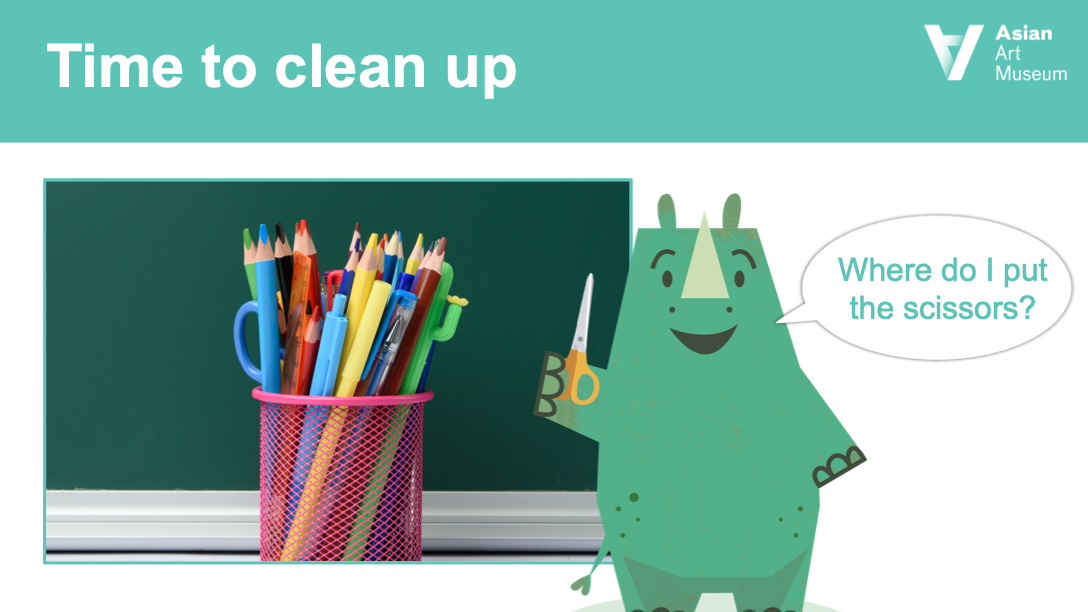 Time to clean up
Asian
Art
Museum
Where do I put
the scissors?